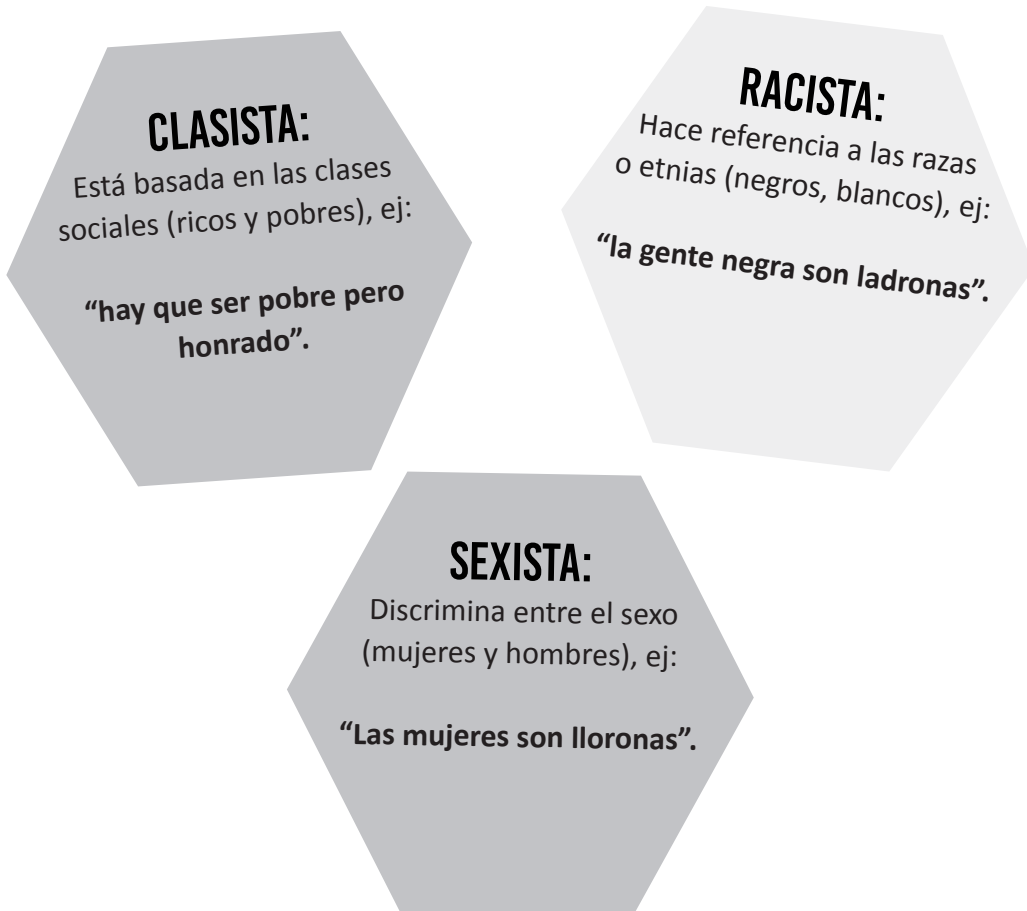 CLASISTA:
Está basada en las clases
sociales (ricos y pobres), ej:
“hay que ser pobre pero
honrado”.
RACISTA:
Hace referencia a las razas
o etnias (negros, blancos), ej:
“la gente negra son ladronas”.
SEXISTA:
Discrimina entre el sexo
(mujeres y hombres), ej:
“Las mujeres son lloronas”.